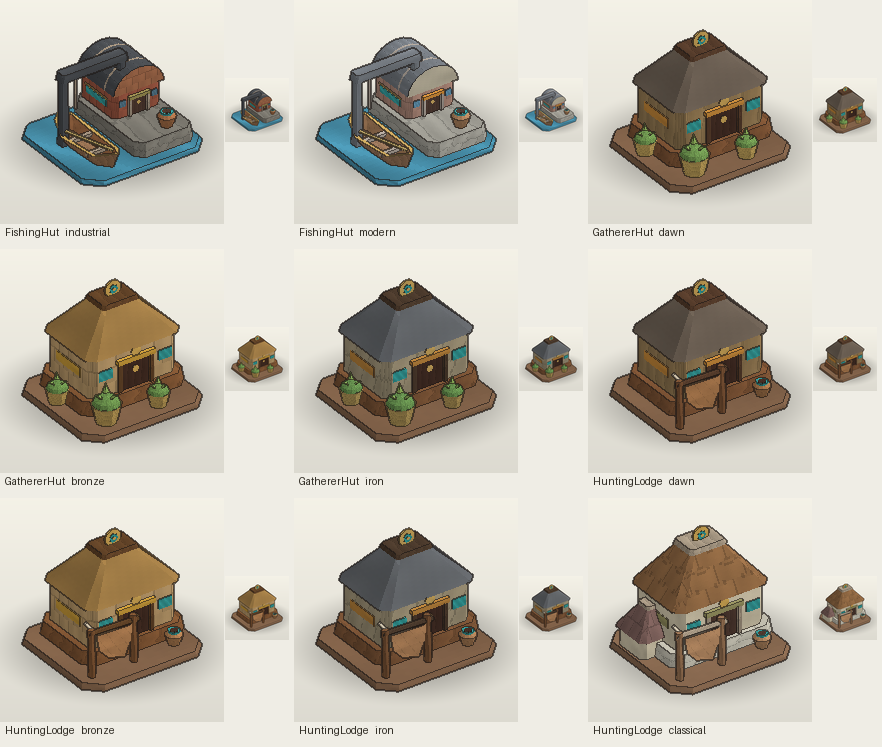 FishingHut industrial
FishingHut modern
GathererHut dawn
GathererHut bronze
GathererHut iron
HuntingLodge dawn
HuntingLodge bronze
HuntingLodge iron
HuntingLodge classical